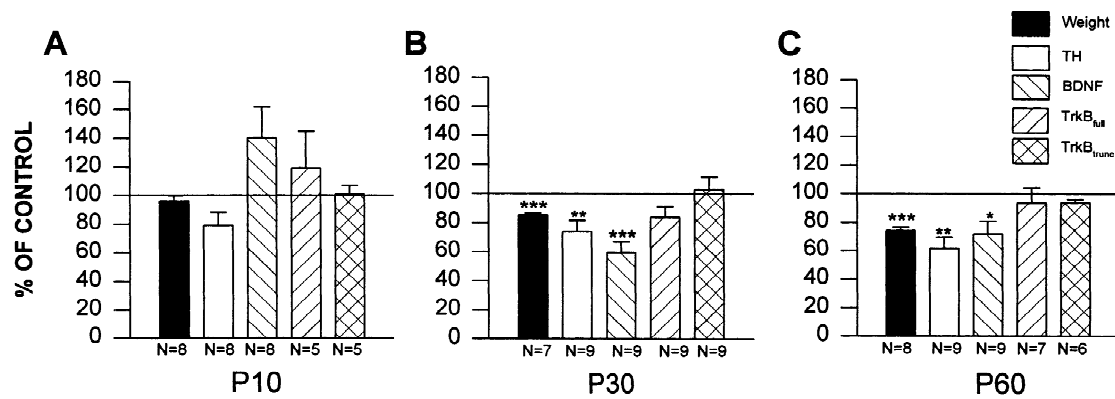 A
B
C
Weight
TH
BDNF
TrkBfull
TrkBtrunc
% OF CONTROL
180
160
140
120
100
80
60
40
20
0
N=8 N=8 N=8 N=5 N=5
P10
180
160
140
120
100
80
60
40
20
0
*** ** ***
N=7 N=9 N=9 N=9 N=9
P30
180
160
140
120
100
80
60
40
20
0
*** ** *
N=8 N=9 N=9 N=7 N=6
P60